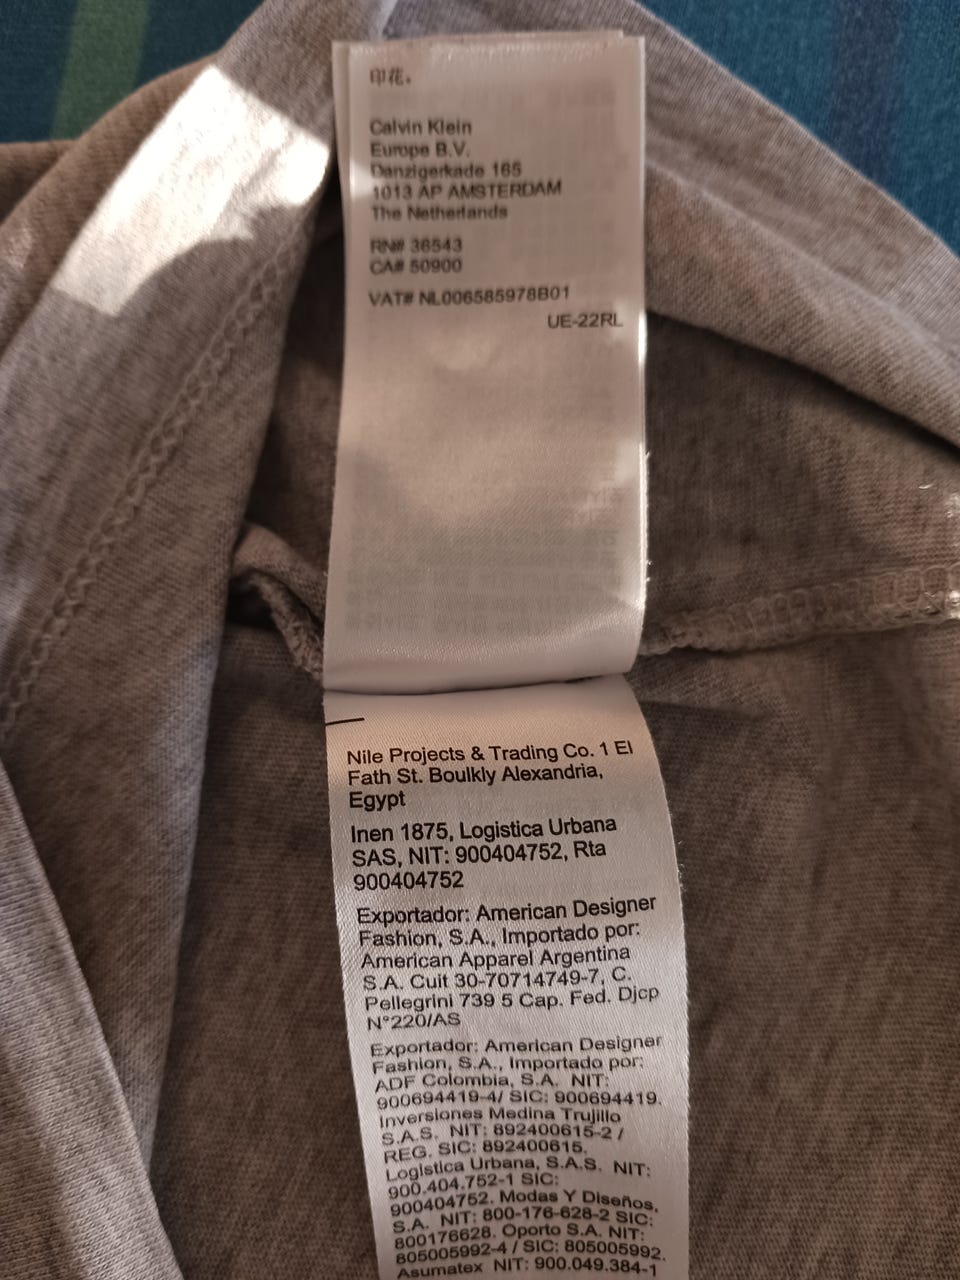 印花。
Calvin Klein
Europe B.V.
Danzigerkade 165
1013 AP AMSTERDAM
The Netherlands
RN# 36543
CA# 50900
VAT# NL006585978B01
UE-22RL
Nile Projects & Trading Co. 1 El
Fath St. Boulkly Alexandria,
Egypt
Inen 1875, Logistica Urbana
SAS, NIT: 900404752, Rta
900404752
Exportador: American Designer
Fashion, S.A., Importado por:
American Apparel Argentina
S.A. Cuit 30-70714749-7, C.
Pellegrini 739 5 Cap. Fed. Djcp
N°220/AS
Exportador: American Designer
Fashion, S.A., Importado por:
ADF Colombia, S.A. NIT:
900694419-4/ SIC: 900694419.
Inversiones Medina Trujillo
S.A.S. NIT: 892400615-2 /
REG. SIC: 892400615.
Logistica Urbana, S.A.S. NIT:
900.404.752-1 SIC:
900404752. Modas Y Diseños,
S.A. NIT: 800-176-628-2 SIC:
800176628. Oporto S.A. NIT:
805005992-4 / SIC: 805005992.
Asumatex NIT: 900.049.384-1